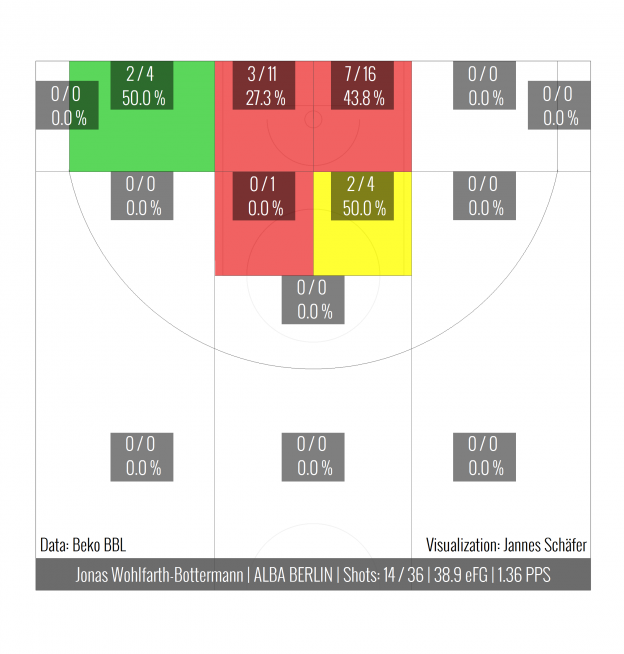 2 / 4
50.0 %
3 / 11
27.3 %
7 / 16
43.8 %
0 / 0
0.0 %
0 / 0
0.0 %
0 / 0
0.0 %
0 / 0
0.0 %
0 / 1
0.0 %
2 / 4
50.0 %
0 / 0
0.0 %
0 / 0
0.0 %
0 / 0
0.0 %
0 / 0
0.0 %
0 / 0
0.0 %
Data: Beko BBL
Visualization: Jannes Schäfer
Jonas Wohlfarth-Bottermann | ALBA BERLIN | Shots: 14 / 36 | 38.9 eFG | 1.36 PPS